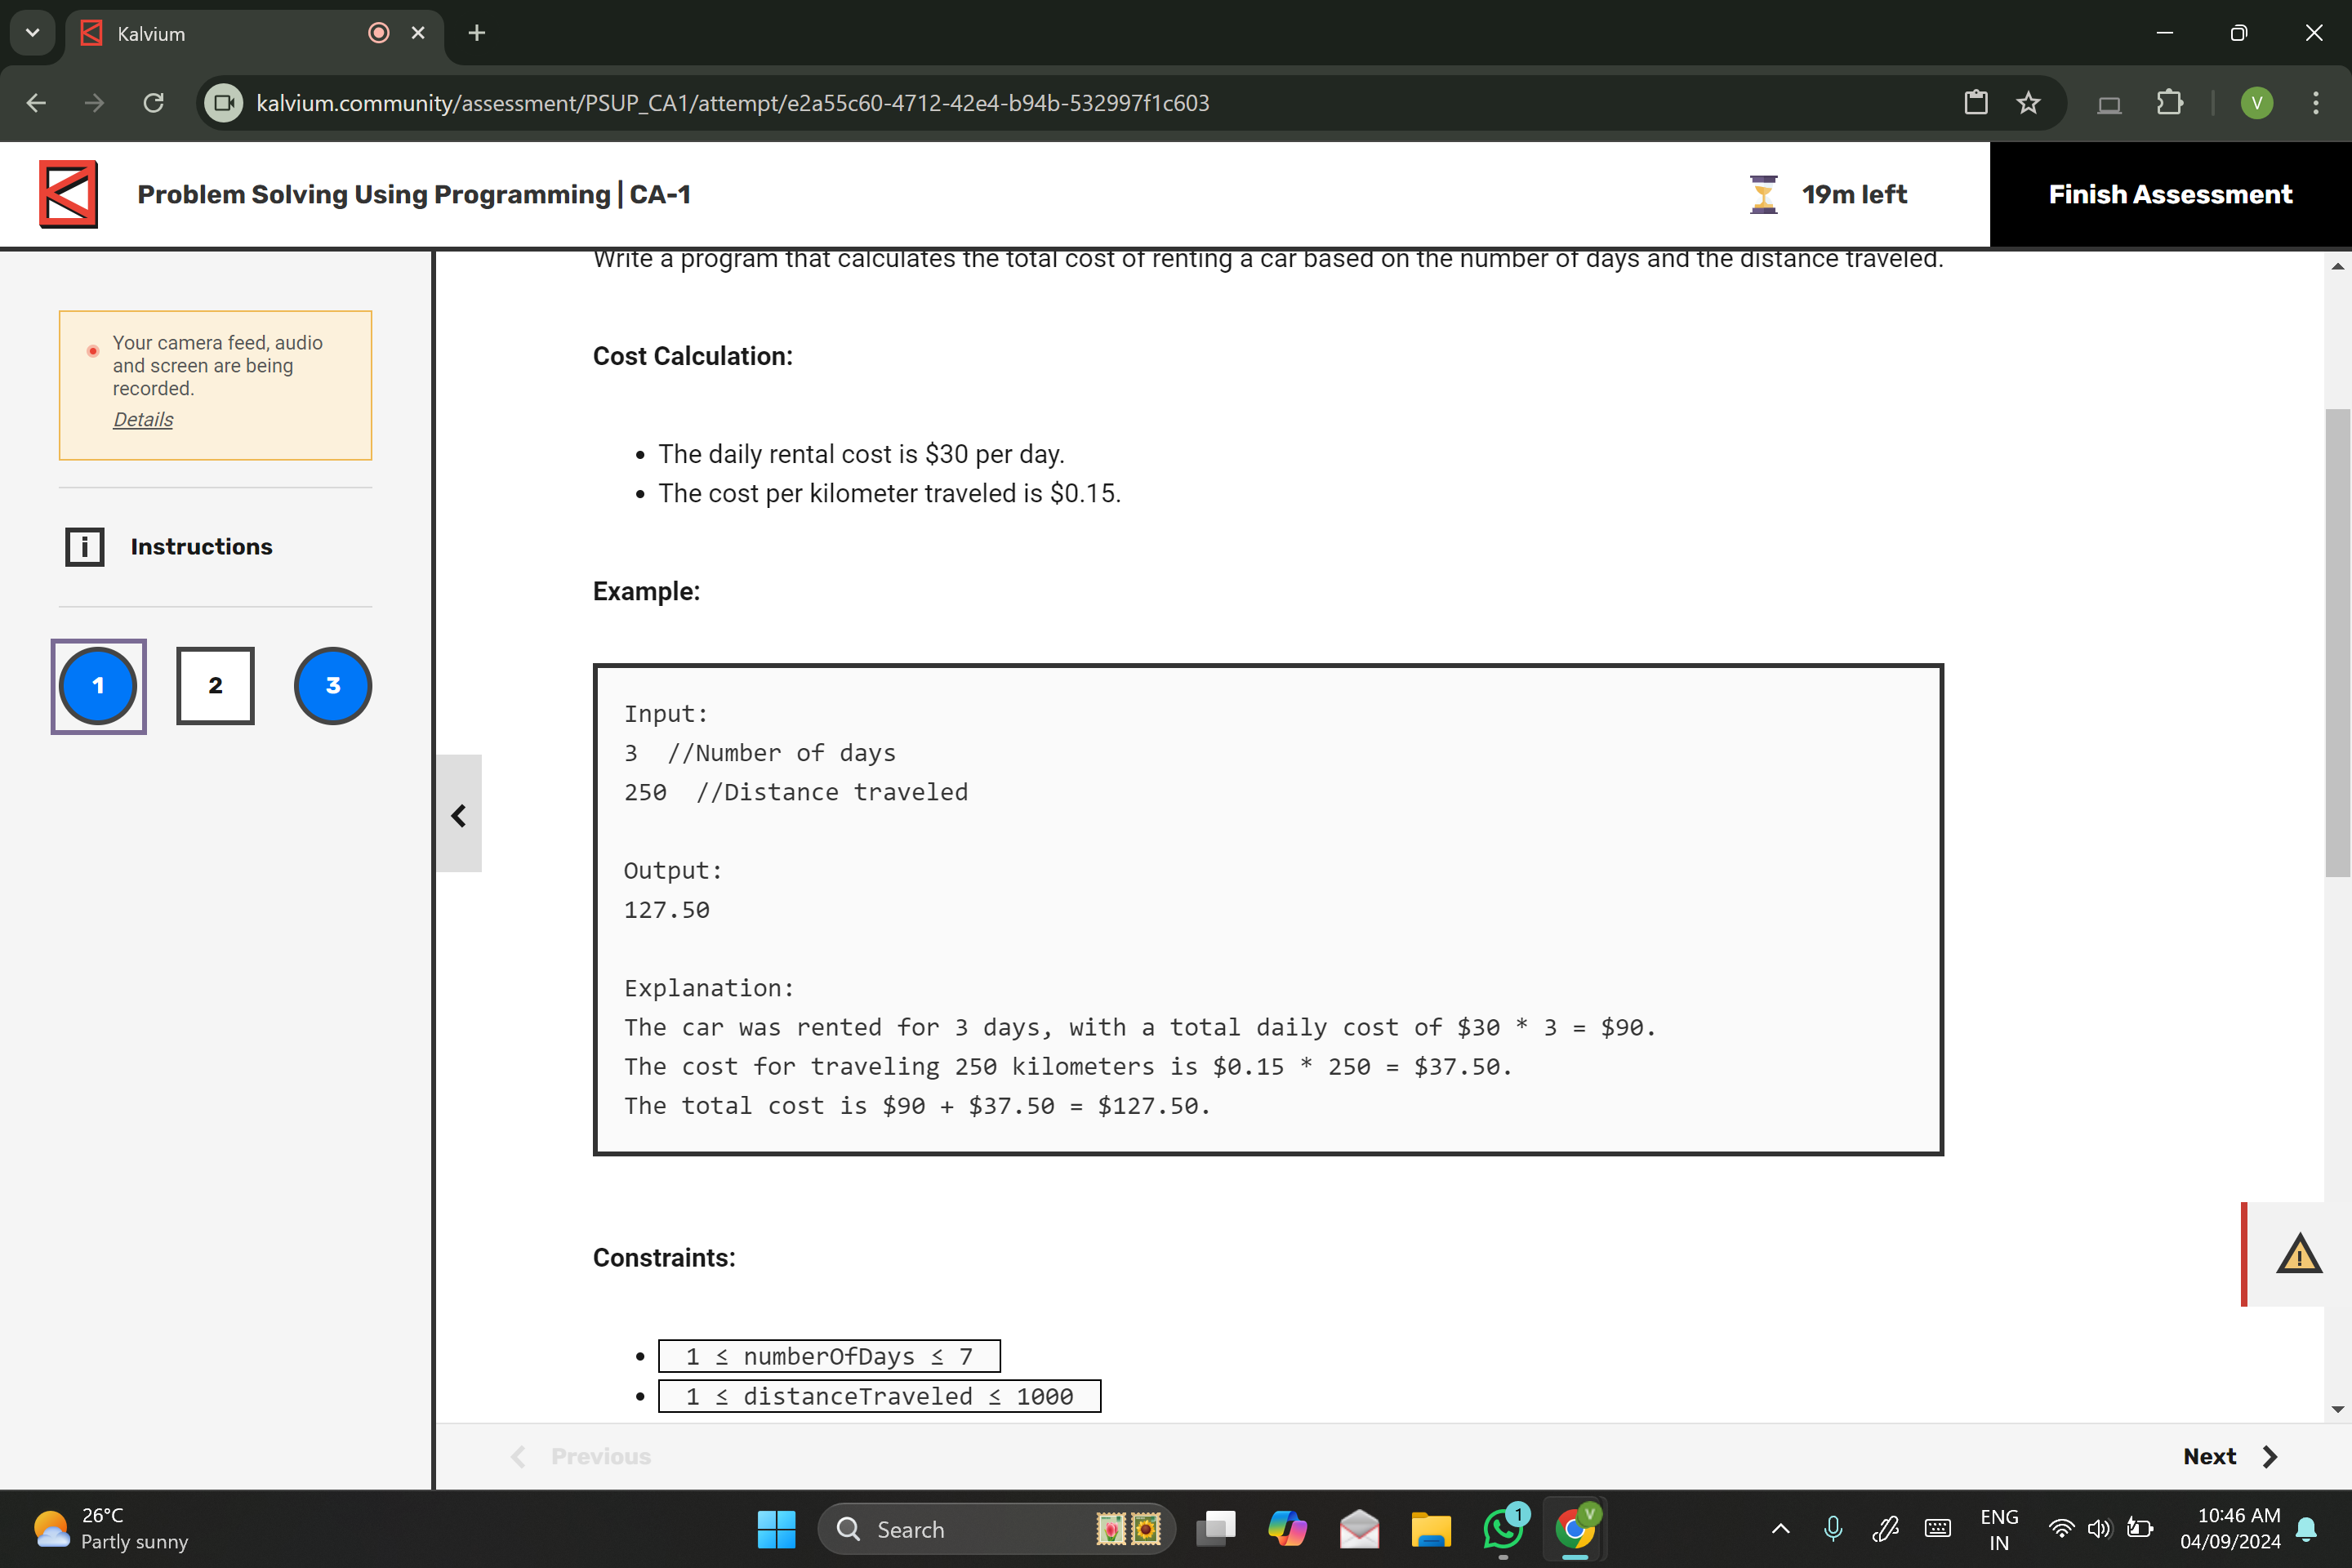 Kalvium
kalvium.community/assessment/PSUP_CA1/attempt/e2a55c60-4712-42e4-b94b-532997f1c603
V
Problem Solving Using Programming | CA-1
19m left
Finish Assessment
Your camera feed, audio
and screen are being
recorded.
Details
i Instructions
1 2 3
Write a program that calculates the total cost of renting a car based on the number of days and the distance traveled.
Cost Calculation:
• The daily rental cost is $30 per day.
• The cost per kilometer traveled is $0.15.
Example:
Input:
3  //Number of days
250  //Distance traveled
Output:
127.50
Explanation:
The car was rented for 3 days, with a total daily cost of $30 * 3 = $90.
The cost for traveling 250 kilometers is $0.15 * 250 = $37.50.
The total cost is $90 + $37.50 = $127.50.
Constraints:
• 1 ≤ numberOfDays ≤ 7
• 1 ≤ distanceTraveled ≤ 1000
Previous
Next
26°C
Partly sunny
Search
1
V
ENG
IN
10:46 AM
04/09/2024